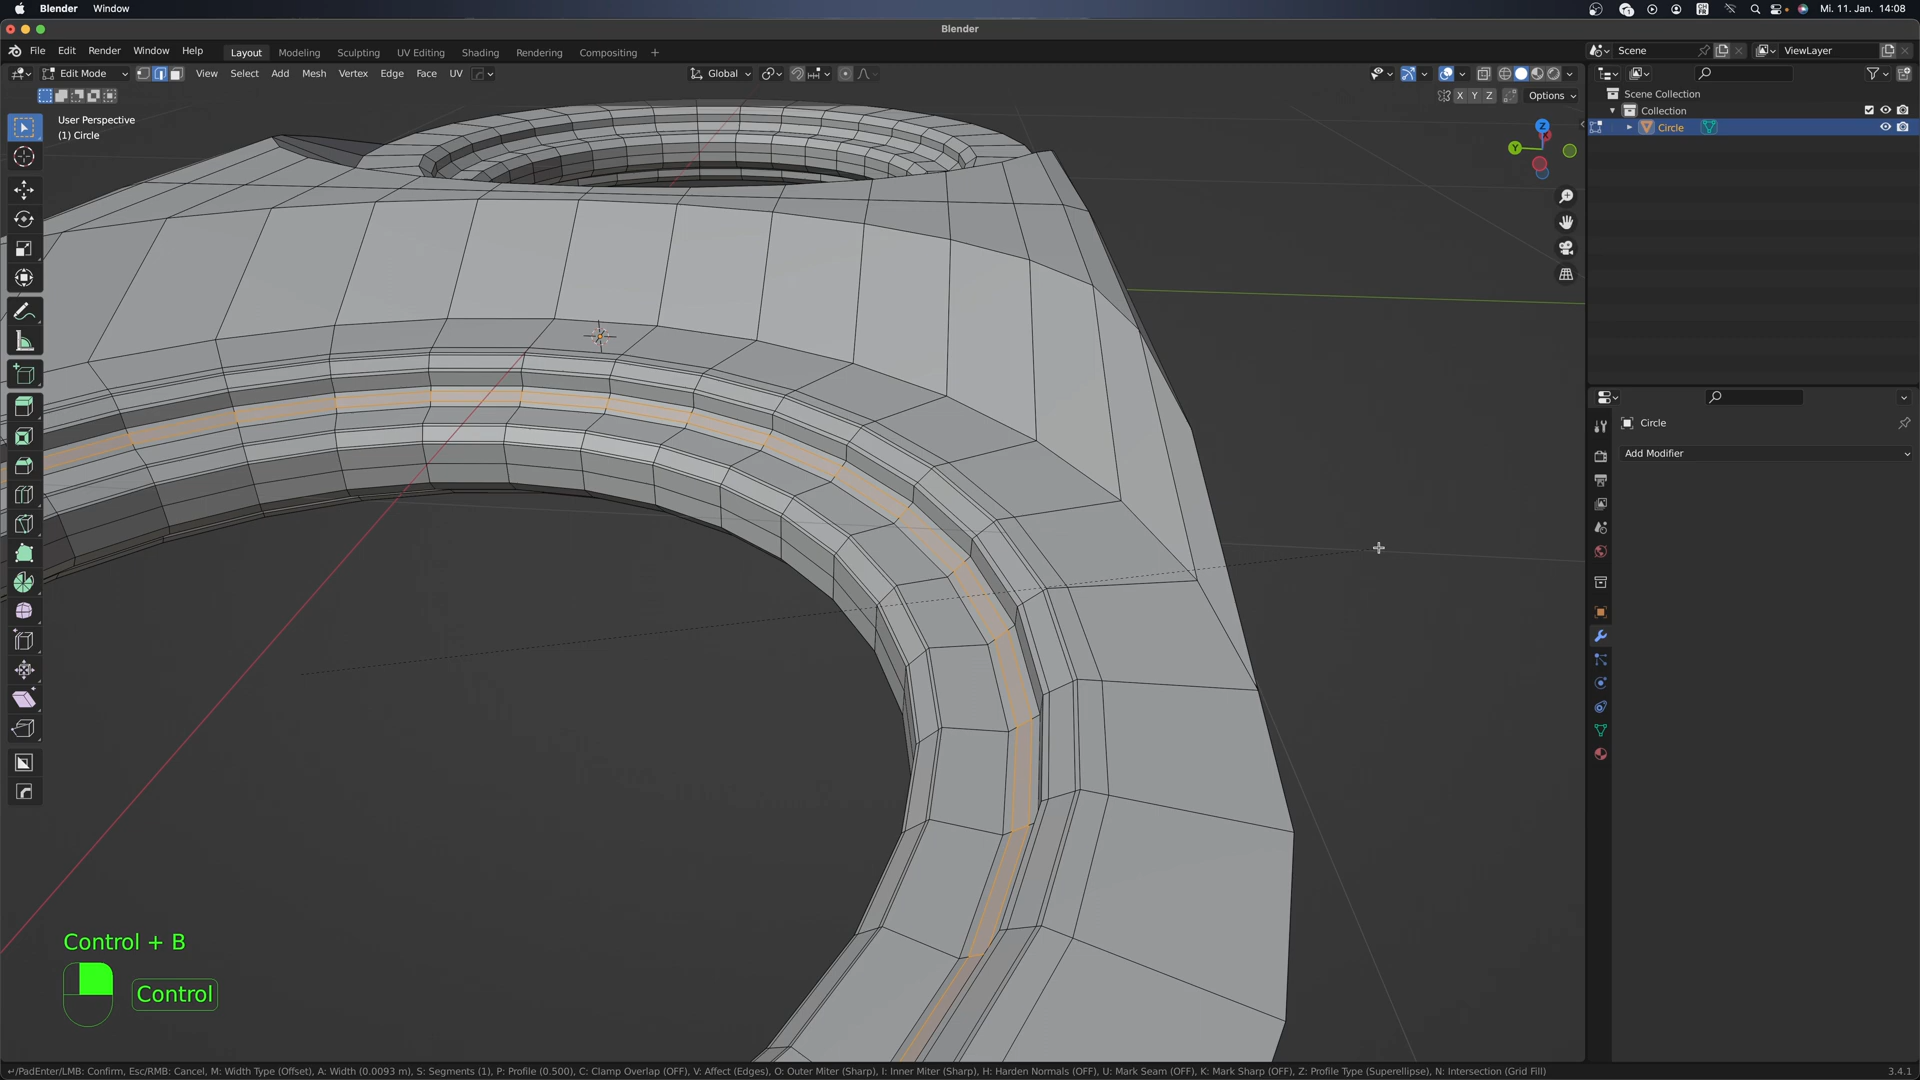 Blender Window
Mi. 11. Jan. 14:08
Blender
File Edit Render Window Help
Layout Modeling Sculpting UV Editing Shading Rendering Compositing +
Scene
ViewLayer
Edit Mode
View Select Add Mesh Vertex Edge Face UV
Global
X Y Z
Options
Scene Collection
Collection
Circle
User Perspective
(1) Circle
Z
Y
Circle
Add Modifier
Control + B
Control
↵/PadEnter/LMB: Confirm, Esc/RMB: Cancel, M: Width Type (Offset), A: Width (0.0093 m), S: Segments (1), P: Profile (0.500), C: Clamp Overlap (OFF), V: Affect (Edges), O: Outer Miter (Sharp), I: Inner Miter (Sharp), H: Harden Normals (OFF), U: Mark Seam (OFF), K: Mark Sharp (OFF), Z: Profile Type (Superellipse), N: Intersection (Grid Fill)
3.4.1